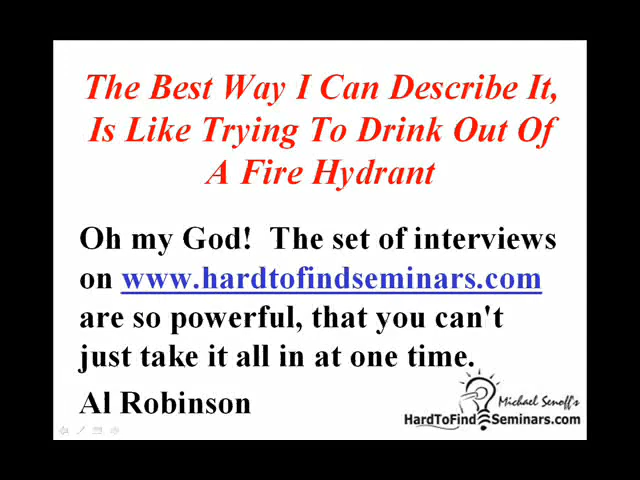 The Best Way I Can Describe It,
Is Like Trying To Drink Out Of
A Fire Hydrant
Oh my God!  The set of interviews
on www.hardtofindseminars.com
are so powerful, that you can't
just take it all in at one time.
Al Robinson
Michael Senoff's
HardToFindSeminars.com